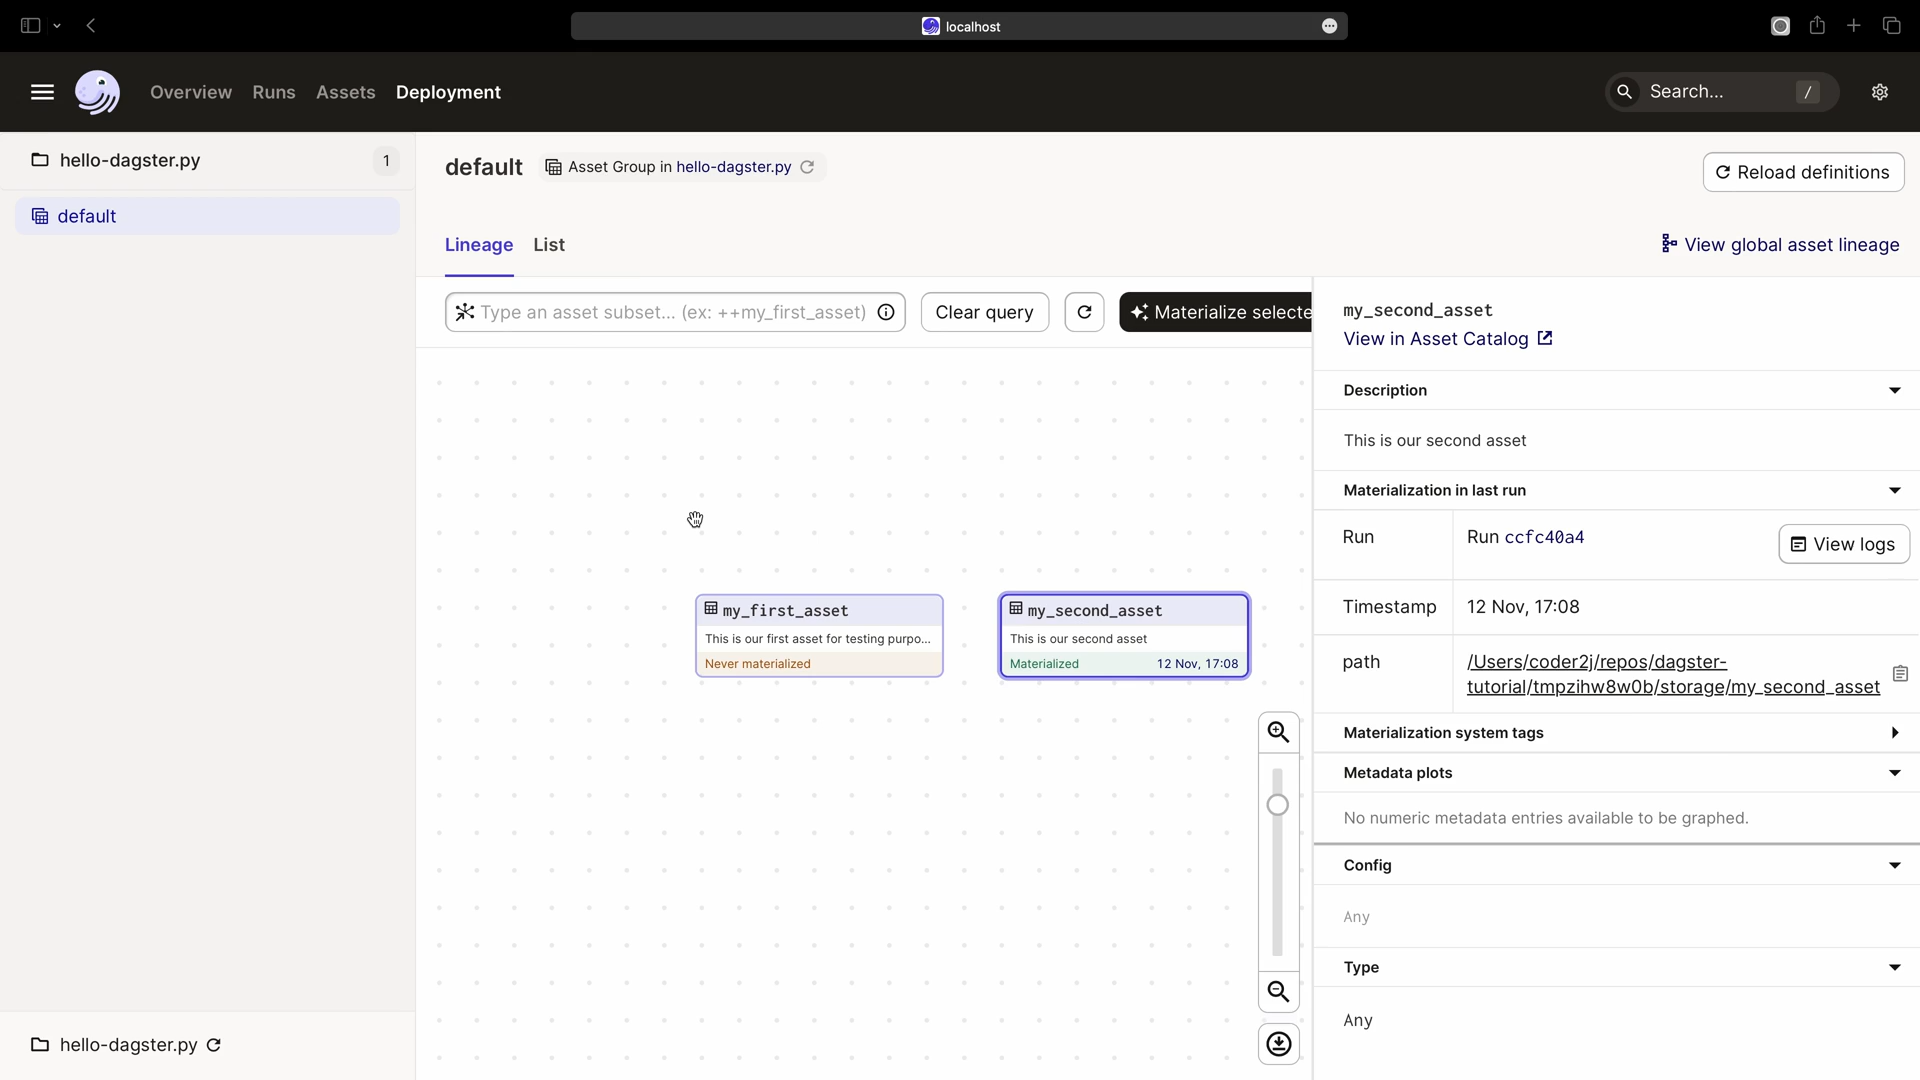 localhost
Overview Runs Assets Deployment
Search... /
hello-dagster.py 1
default
default Asset Group in hello-dagster.py
Reload definitions
Lineage List
View global asset lineage
Type an asset subset... (ex: ++my_first_asset)
Clear query
Materialize selecte
my_first_asset
This is our first asset for testing purpo...
Never materialized
my_second_asset
This is our second asset
Materialized 12 Nov, 17:08
my_second_asset
View in Asset Catalog
Description
This is our second asset
Materialization in last run
Run Run ccfc40a4 View logs
Timestamp 12 Nov, 17:08
path /Users/coder2j/repos/dagster-
tutorial/tmpzihw8w0b/storage/my_second_asset
Materialization system tags
Metadata plots
No numeric metadata entries available to be graphed.
Config
Any
Type
Any
hello-dagster.py